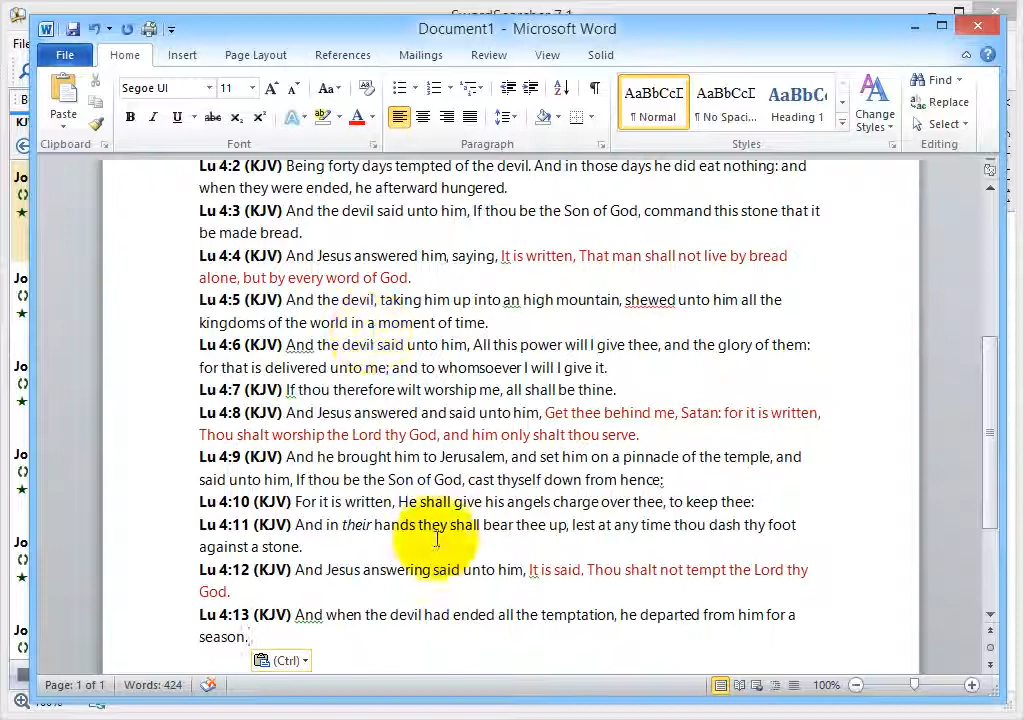 SwordSearcher 7.1
Document1 - Microsoft Word
File Home Insert Page Layout References Mailings Review View Solid
Paste
Segoe UI 11
AaBbCcD AaBbCcD AaBbCc
¶ Normal ¶ No Spaci... Heading 1
Change Styles
Find
Replace
Select
Clipboard Font Paragraph Styles Editing
Lu 4:2 (KJV) Being forty days tempted of the devil. And in those days he did eat nothing: and
when they were ended, he afterward hungered.
Lu 4:3 (KJV) And the devil said unto him, If thou be the Son of God, command this stone that it
be made bread.
Lu 4:4 (KJV) And Jesus answered him, saying, It is written, That man shall not live by bread
alone, but by every word of God.
Lu 4:5 (KJV) And the devil, taking him up into an high mountain, shewed unto him all the
kingdoms of the world in a moment of time.
Lu 4:6 (KJV) And the devil said unto him, All this power will I give thee, and the glory of them:
for that is delivered unto me; and to whomsoever I will I give it.
Lu 4:7 (KJV) If thou therefore wilt worship me, all shall be thine.
Lu 4:8 (KJV) And Jesus answered and said unto him, Get thee behind me, Satan: for it is written,
Thou shalt worship the Lord thy God, and him only shalt thou serve.
Lu 4:9 (KJV) And he brought him to Jerusalem, and set him on a pinnacle of the temple, and
said unto him, If thou be the Son of God, cast thyself down from hence:
Lu 4:10 (KJV) For it is written, He shall give his angels charge over thee, to keep thee:
Lu 4:11 (KJV) And in their hands they shall bear thee up, lest at any time thou dash thy foot
against a stone.
Lu 4:12 (KJV) And Jesus answering said unto him, It is said, Thou shalt not tempt the Lord thy
God.
Lu 4:13 (KJV) And when the devil had ended all the temptation, he departed from him for a
season.
(Ctrl)
Page: 1 of 1 Words: 424 100%